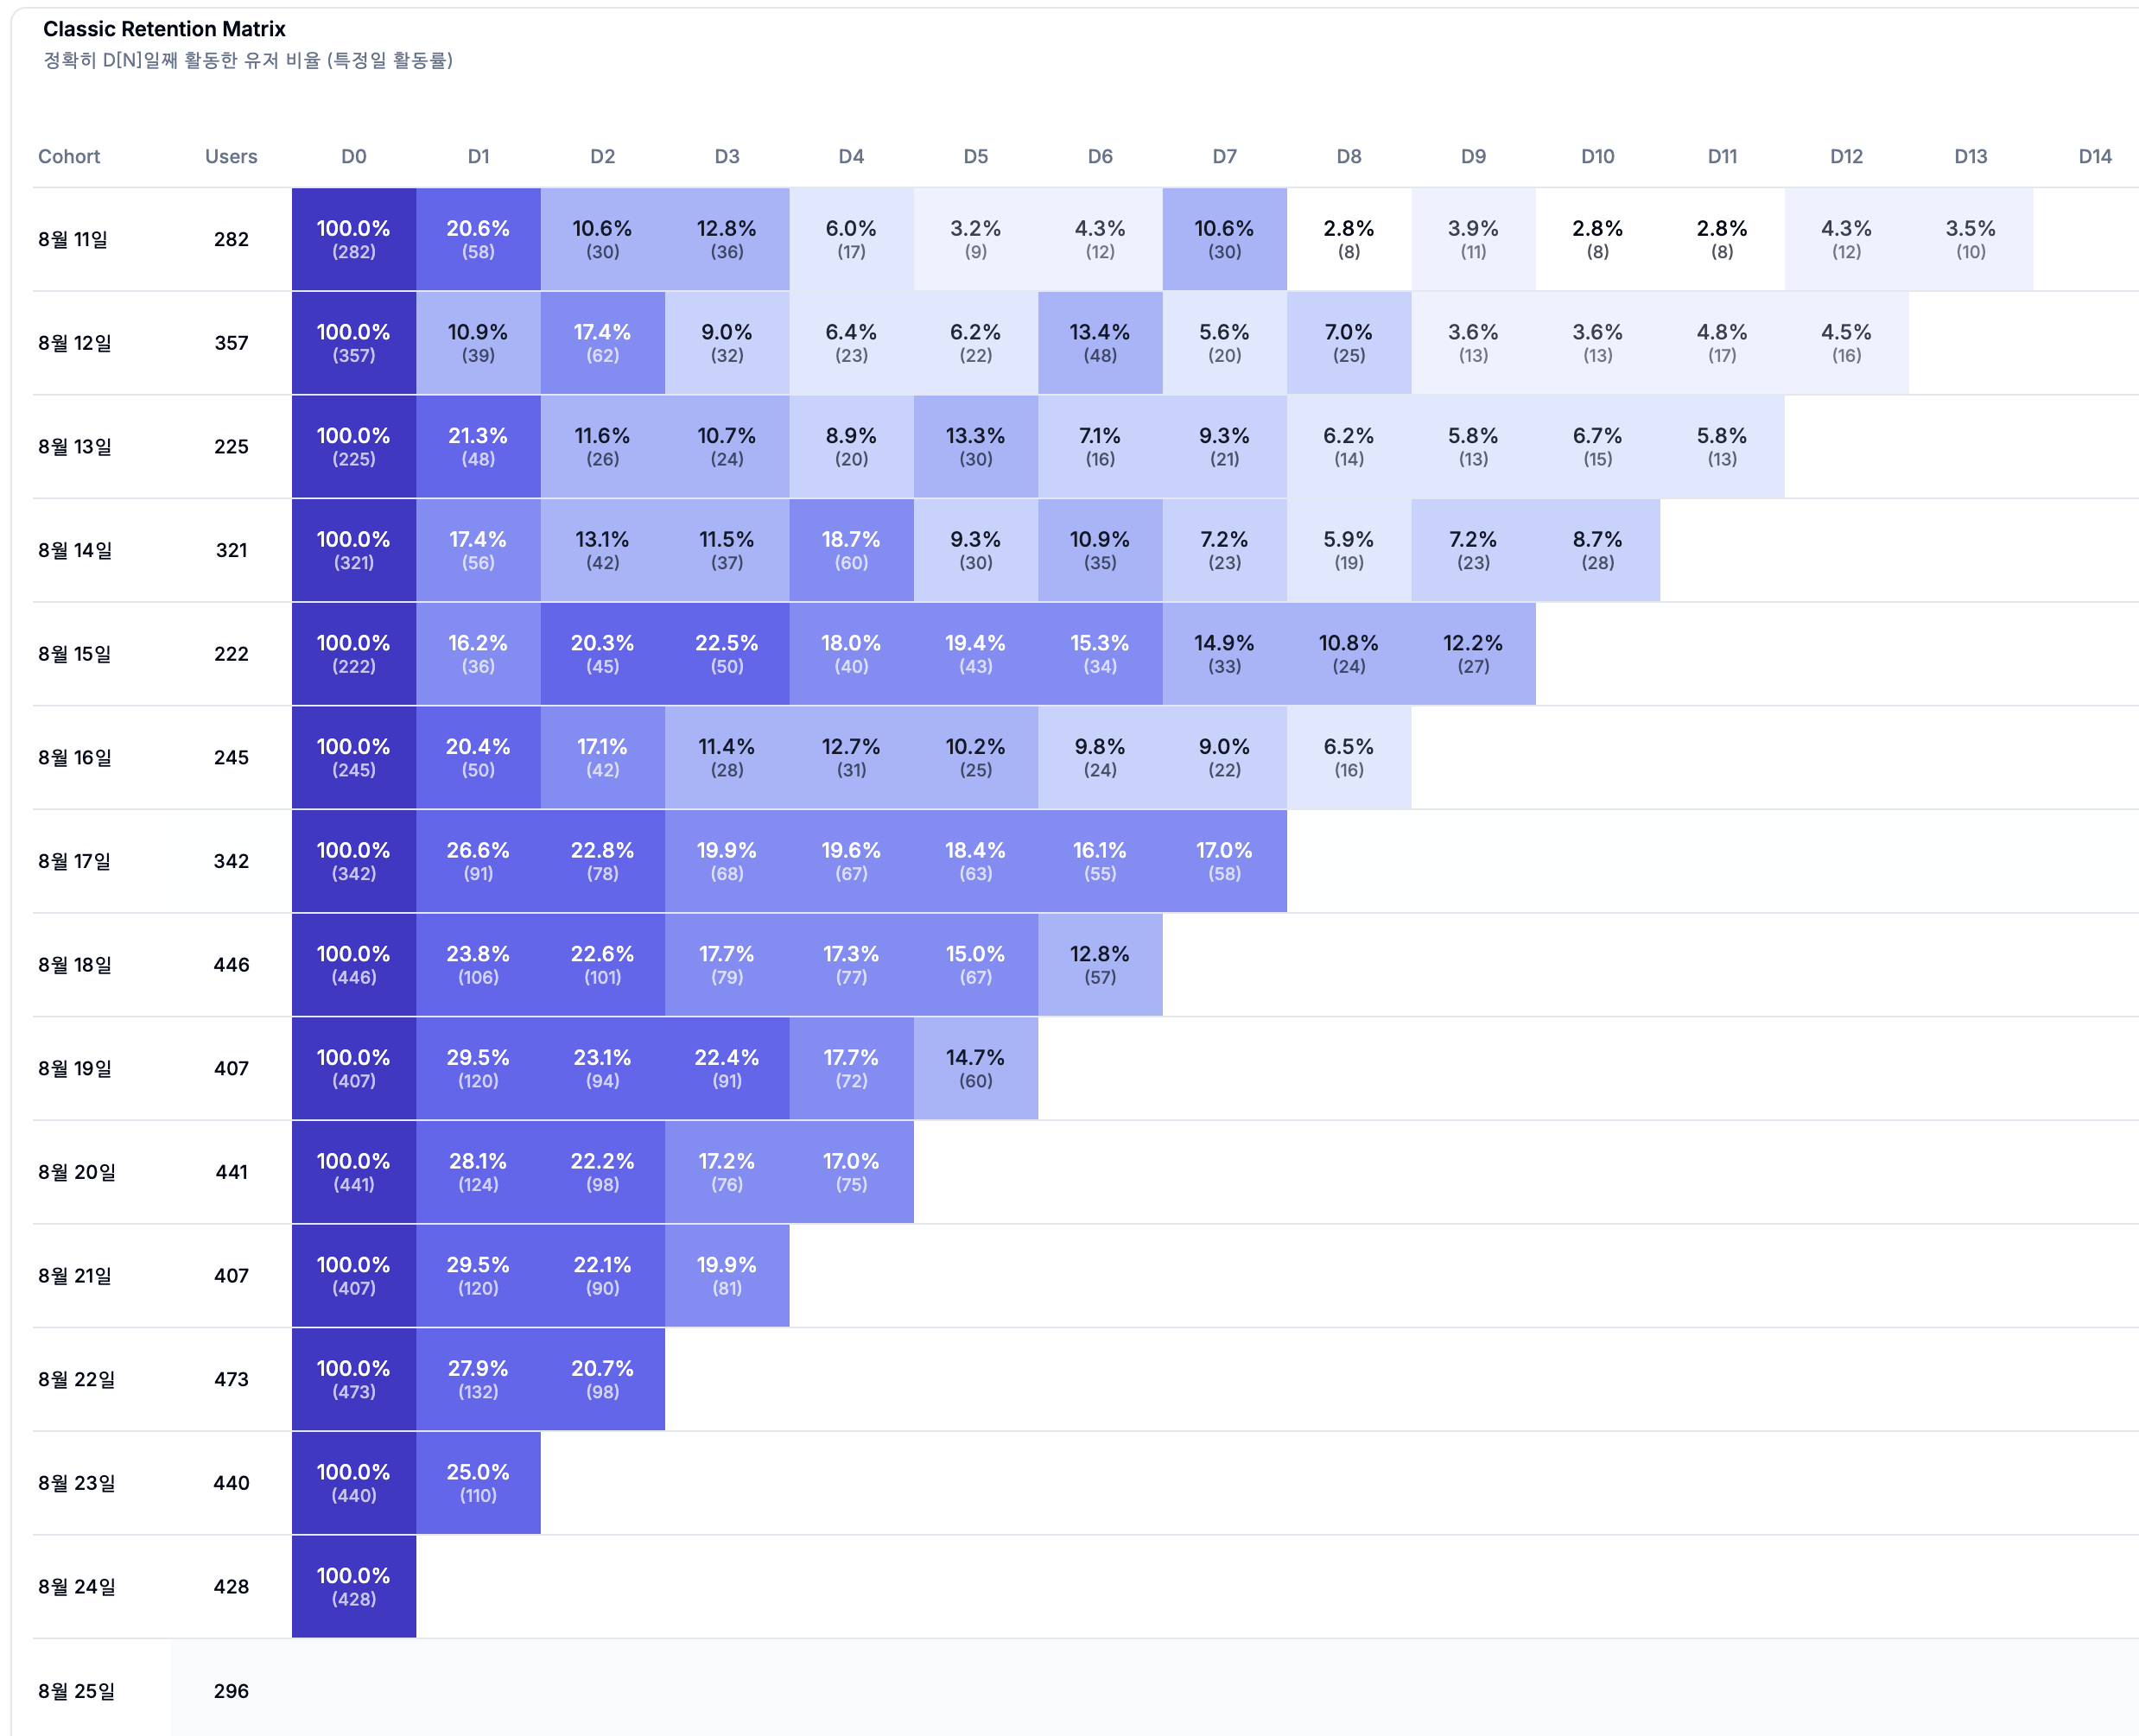 Classic Retention Matrix
정확히 D[N]일째 활동한 유저 비율 (특정일 활동률)
Cohort Users D0 D1 D2 D3 D4 D5 D6 D7 D8 D9 D10 D11 D12 D13 D14
8월 11일 282 100.0% 20.6% 10.6% 12.8% 6.0% 3.2% 4.3% 10.6% 2.8% 3.9% 2.8% 2.8% 4.3% 3.5%
(282) (58) (30) (36) (17) (9) (12) (30) (8) (11) (8) (8) (12) (10)
8월 12일 357 100.0% 10.9% 17.4% 9.0% 6.4% 6.2% 13.4% 5.6% 7.0% 3.6% 3.6% 4.8% 4.5%
(357) (39) (62) (32) (23) (22) (48) (20) (25) (13) (13) (17) (16)
8월 13일 225 100.0% 21.3% 11.6% 10.7% 8.9% 13.3% 7.1% 9.3% 6.2% 5.8% 6.7% 5.8%
(225) (48) (26) (24) (20) (30) (16) (21) (14) (13) (15) (13)
8월 14일 321 100.0% 17.4% 13.1% 11.5% 18.7% 9.3% 10.9% 7.2% 5.9% 7.2% 8.7%
(321) (56) (42) (37) (60) (30) (35) (23) (19) (23) (28)
8월 15일 222 100.0% 16.2% 20.3% 22.5% 18.0% 19.4% 15.3% 14.9% 10.8% 12.2%
(222) (36) (45) (50) (40) (43) (34) (33) (24) (27)
8월 16일 245 100.0% 20.4% 17.1% 11.4% 12.7% 10.2% 9.8% 9.0% 6.5%
(245) (50) (42) (28) (31) (25) (24) (22) (16)
8월 17일 342 100.0% 26.6% 22.8% 19.9% 19.6% 18.4% 16.1% 17.0%
(342) (91) (78) (68) (67) (63) (55) (58)
8월 18일 446 100.0% 23.8% 22.6% 17.7% 17.3% 15.0% 12.8%
(446) (106) (101) (79) (77) (67) (57)
8월 19일 407 100.0% 29.5% 23.1% 22.4% 17.7% 14.7%
(407) (120) (94) (91) (72) (60)
8월 20일 441 100.0% 28.1% 22.2% 17.2% 17.0%
(441) (124) (98) (76) (75)
8월 21일 407 100.0% 29.5% 22.1% 19.9%
(407) (120) (90) (81)
8월 22일 473 100.0% 27.9% 20.7%
(473) (132) (98)
8월 23일 440 100.0% 25.0%
(440) (110)
8월 24일 428 100.0%
(428)
8월 25일 296